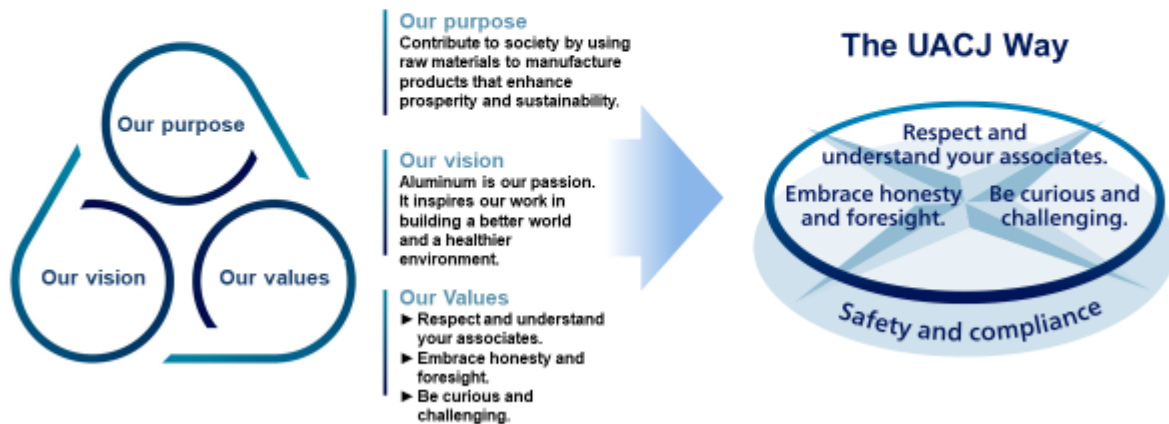 Our purpose
Our vision
Our values
Our purpose
Contribute to society by using
raw materials to manufacture
products that enhance
prosperity and sustainability.
Our vision
Aluminum is our passion.
It inspires our work in
building a better world
and a healthier
environment.
Our Values
► Respect and understand
your associates.
► Embrace honesty and
foresight.
► Be curious and
challenging.
The UACJ Way
Respect and
understand your associates.
Embrace honesty
and foresight.
Be curious and
challenging.
Safety and compliance